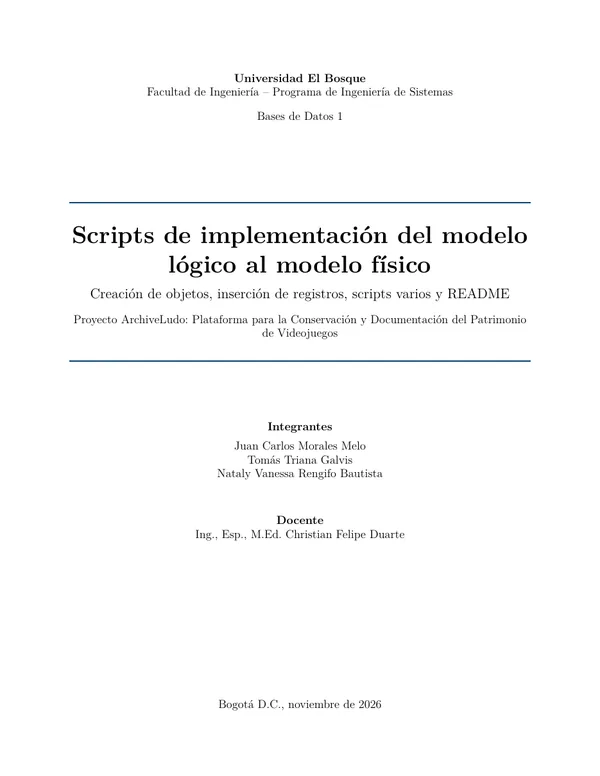 Universidad El Bosque
Facultad de Ingeniería – Programa de Ingeniería de Sistemas
Bases de Datos 1
Scripts de implementación del modelo
lógico al modelo físico
Creación de objetos, inserción de registros, scripts varios y README
Proyecto ArchiveLudo: Plataforma para la Conservación y Documentación del Patrimonio
de Videojuegos
Integrantes
Juan Carlos Morales Melo
Tomás Triana Galvis
Nataly Vanessa Rengifo Bautista
Docente
Ing., Esp., M.Ed. Christian Felipe Duarte
Bogotá D.C., noviembre de 2026